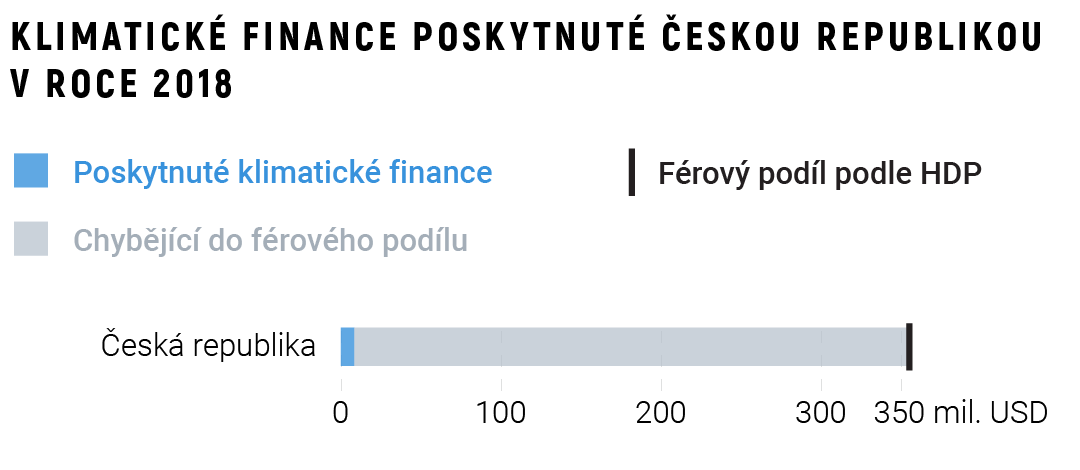 KLIMATICKÉ FINANCE POSKYTNUTÉ ČESKOU REPUBLIKOU
V ROCE 2018
Poskytnuté klimatické finance
Férový podíl podle HDP
Chybějící do férového podílu
Česká republika
0 100 200 300 350 mil. USD